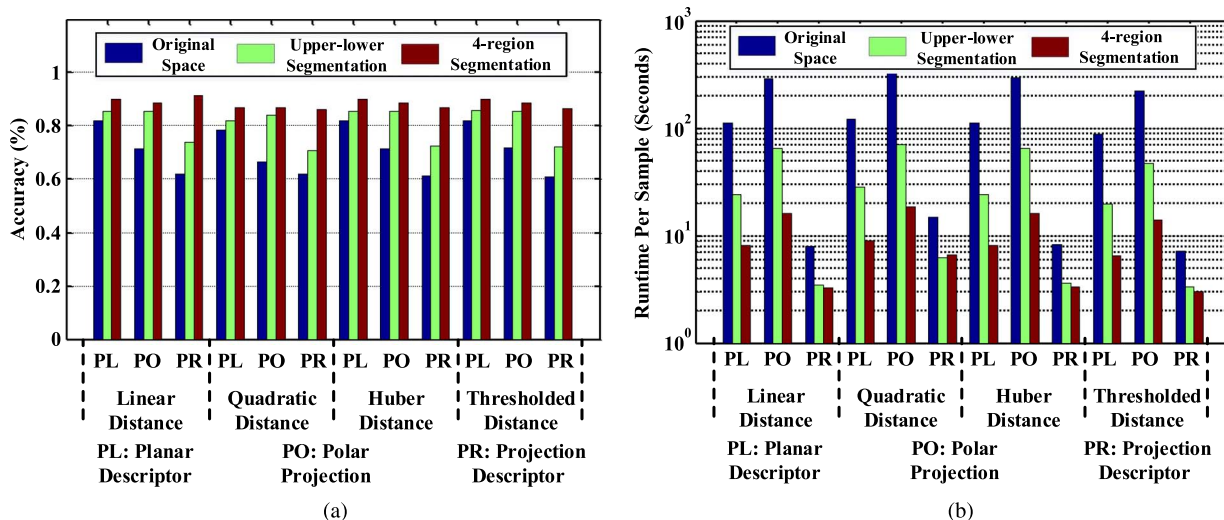 Original Space
Upper-lower Segmentation
4-region Segmentation
Accuracy (%)
1
0.8
0.6
0.4
0.2
0
PL PO PR PL PO PR PL PO PR PL PO PR
Linear Distance
Quadratic Distance
Huber Distance
Thresholded Distance
PL: Planar Descriptor
PO: Polar Projection
PR: Projection Descriptor
(a)
Original Space
Upper-lower Segmentation
4-region Segmentation
Runtime Per Sample (Seconds)
10³
10²
10¹
10⁰
PL PO PR PL PO PR PL PO PR PL PO PR
Linear Distance
Quadratic Distance
Huber Distance
Thresholded Distance
PL: Planar Descriptor
PO: Polar Projection
PR: Projection Descriptor
(b)